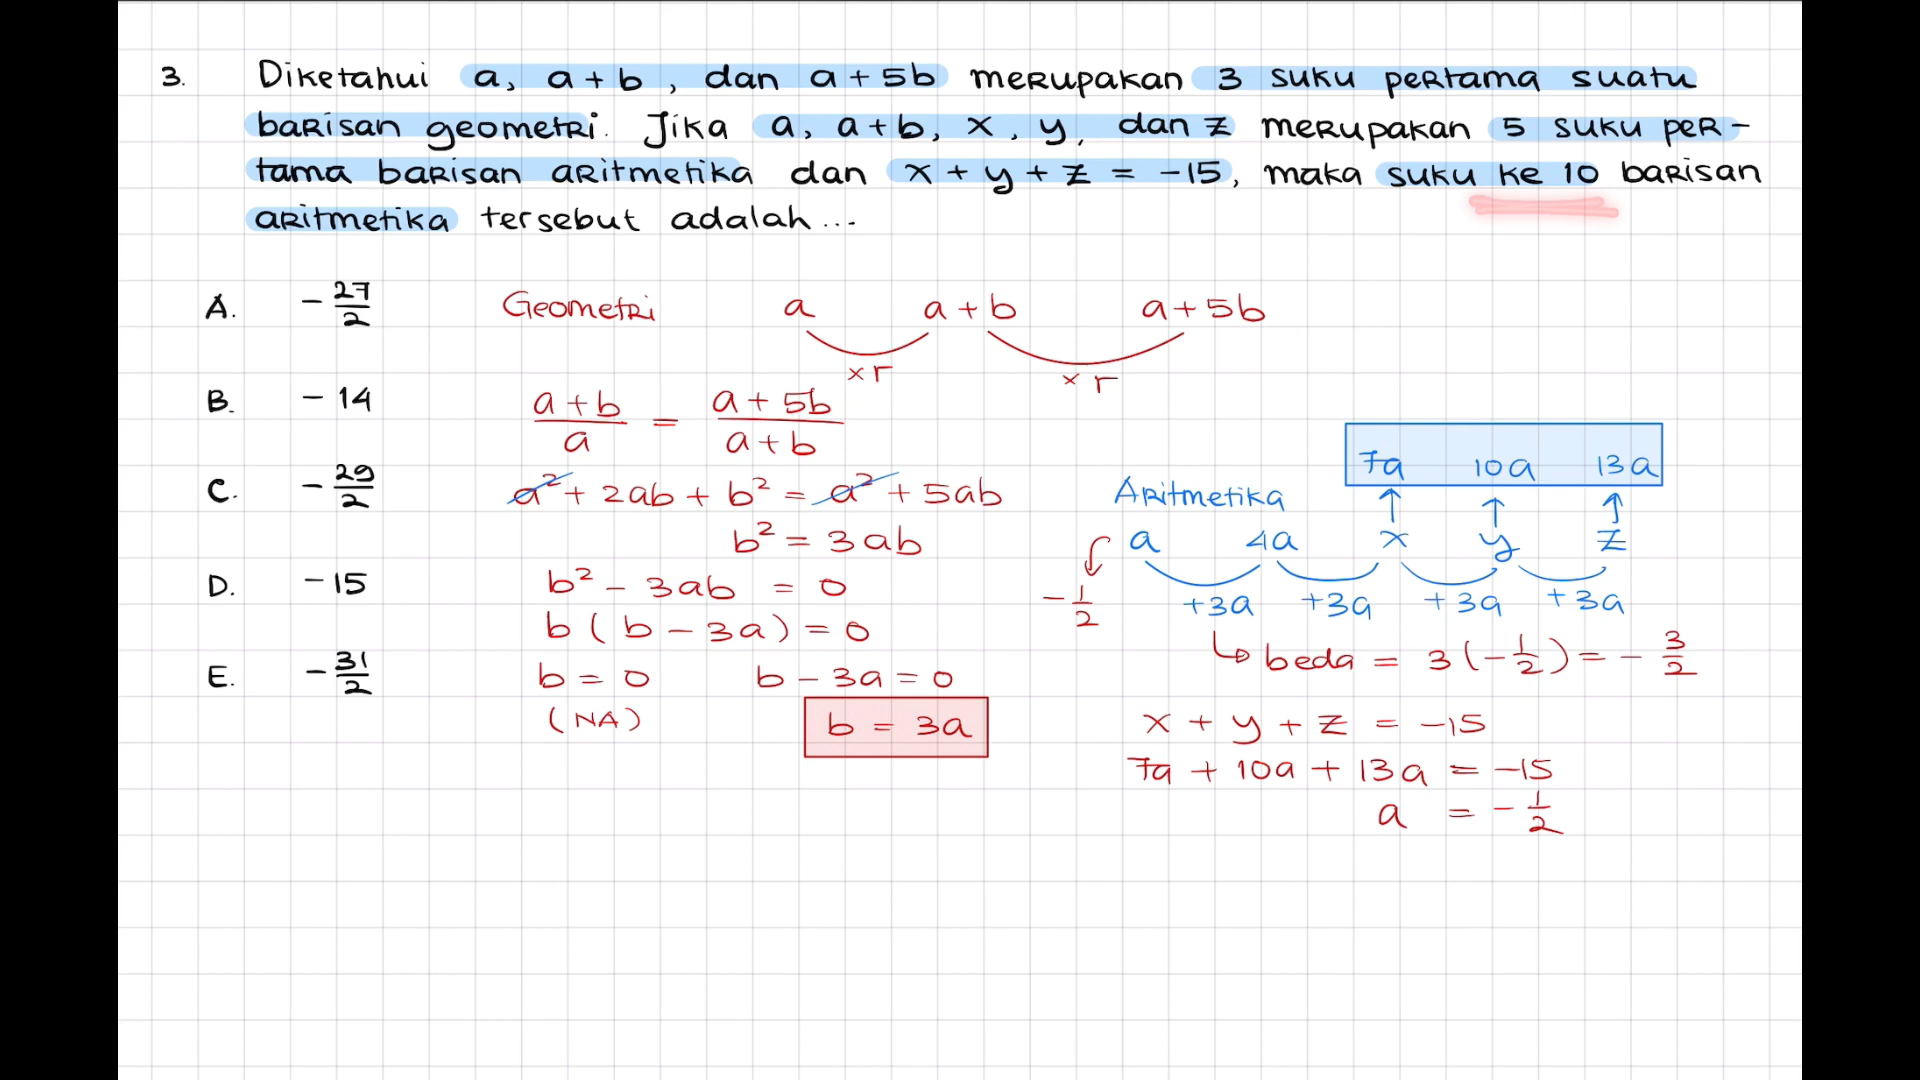 3. Diketahui a, a + b, dan a + 5b merupakan 3 suku pertama suatu
barisan geometri. Jika a, a + b, x, y, dan z merupakan 5 suku per-
tama barisan aritmetika dan x + y + z = -15, maka suku ke 10 barisan
aritmetika tersebut adalah ...
A. - 27/2
Geometri a a + b a + 5b
× r × r
B. - 14
(a + b)/a = (a + 5b)/(a + b)
7a 10a 13a
C. - 29/2
a² + 2ab + b² = a² + 5ab
Aritmetika
↑ ↑ ↑
b² = 3ab
a 4a x y z
D. - 15
b² - 3ab = 0
- 1/2
+3a +3a +3a +3a
b ( b - 3a ) = 0
↳ beda = 3 (- 1/2) = - 3/2
E. - 31/2
b = 0 b - 3a = 0
(NA) b = 3a
x + y + z = -15
7a + 10a + 13a = -15
a = - 1/2